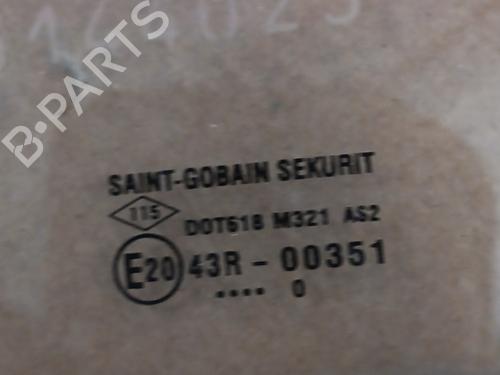 B-PARTS
SAINT-GOBAIN SEKURIT
115 DOT618 M321 AS2
E20 43R - 00351
•••• 0